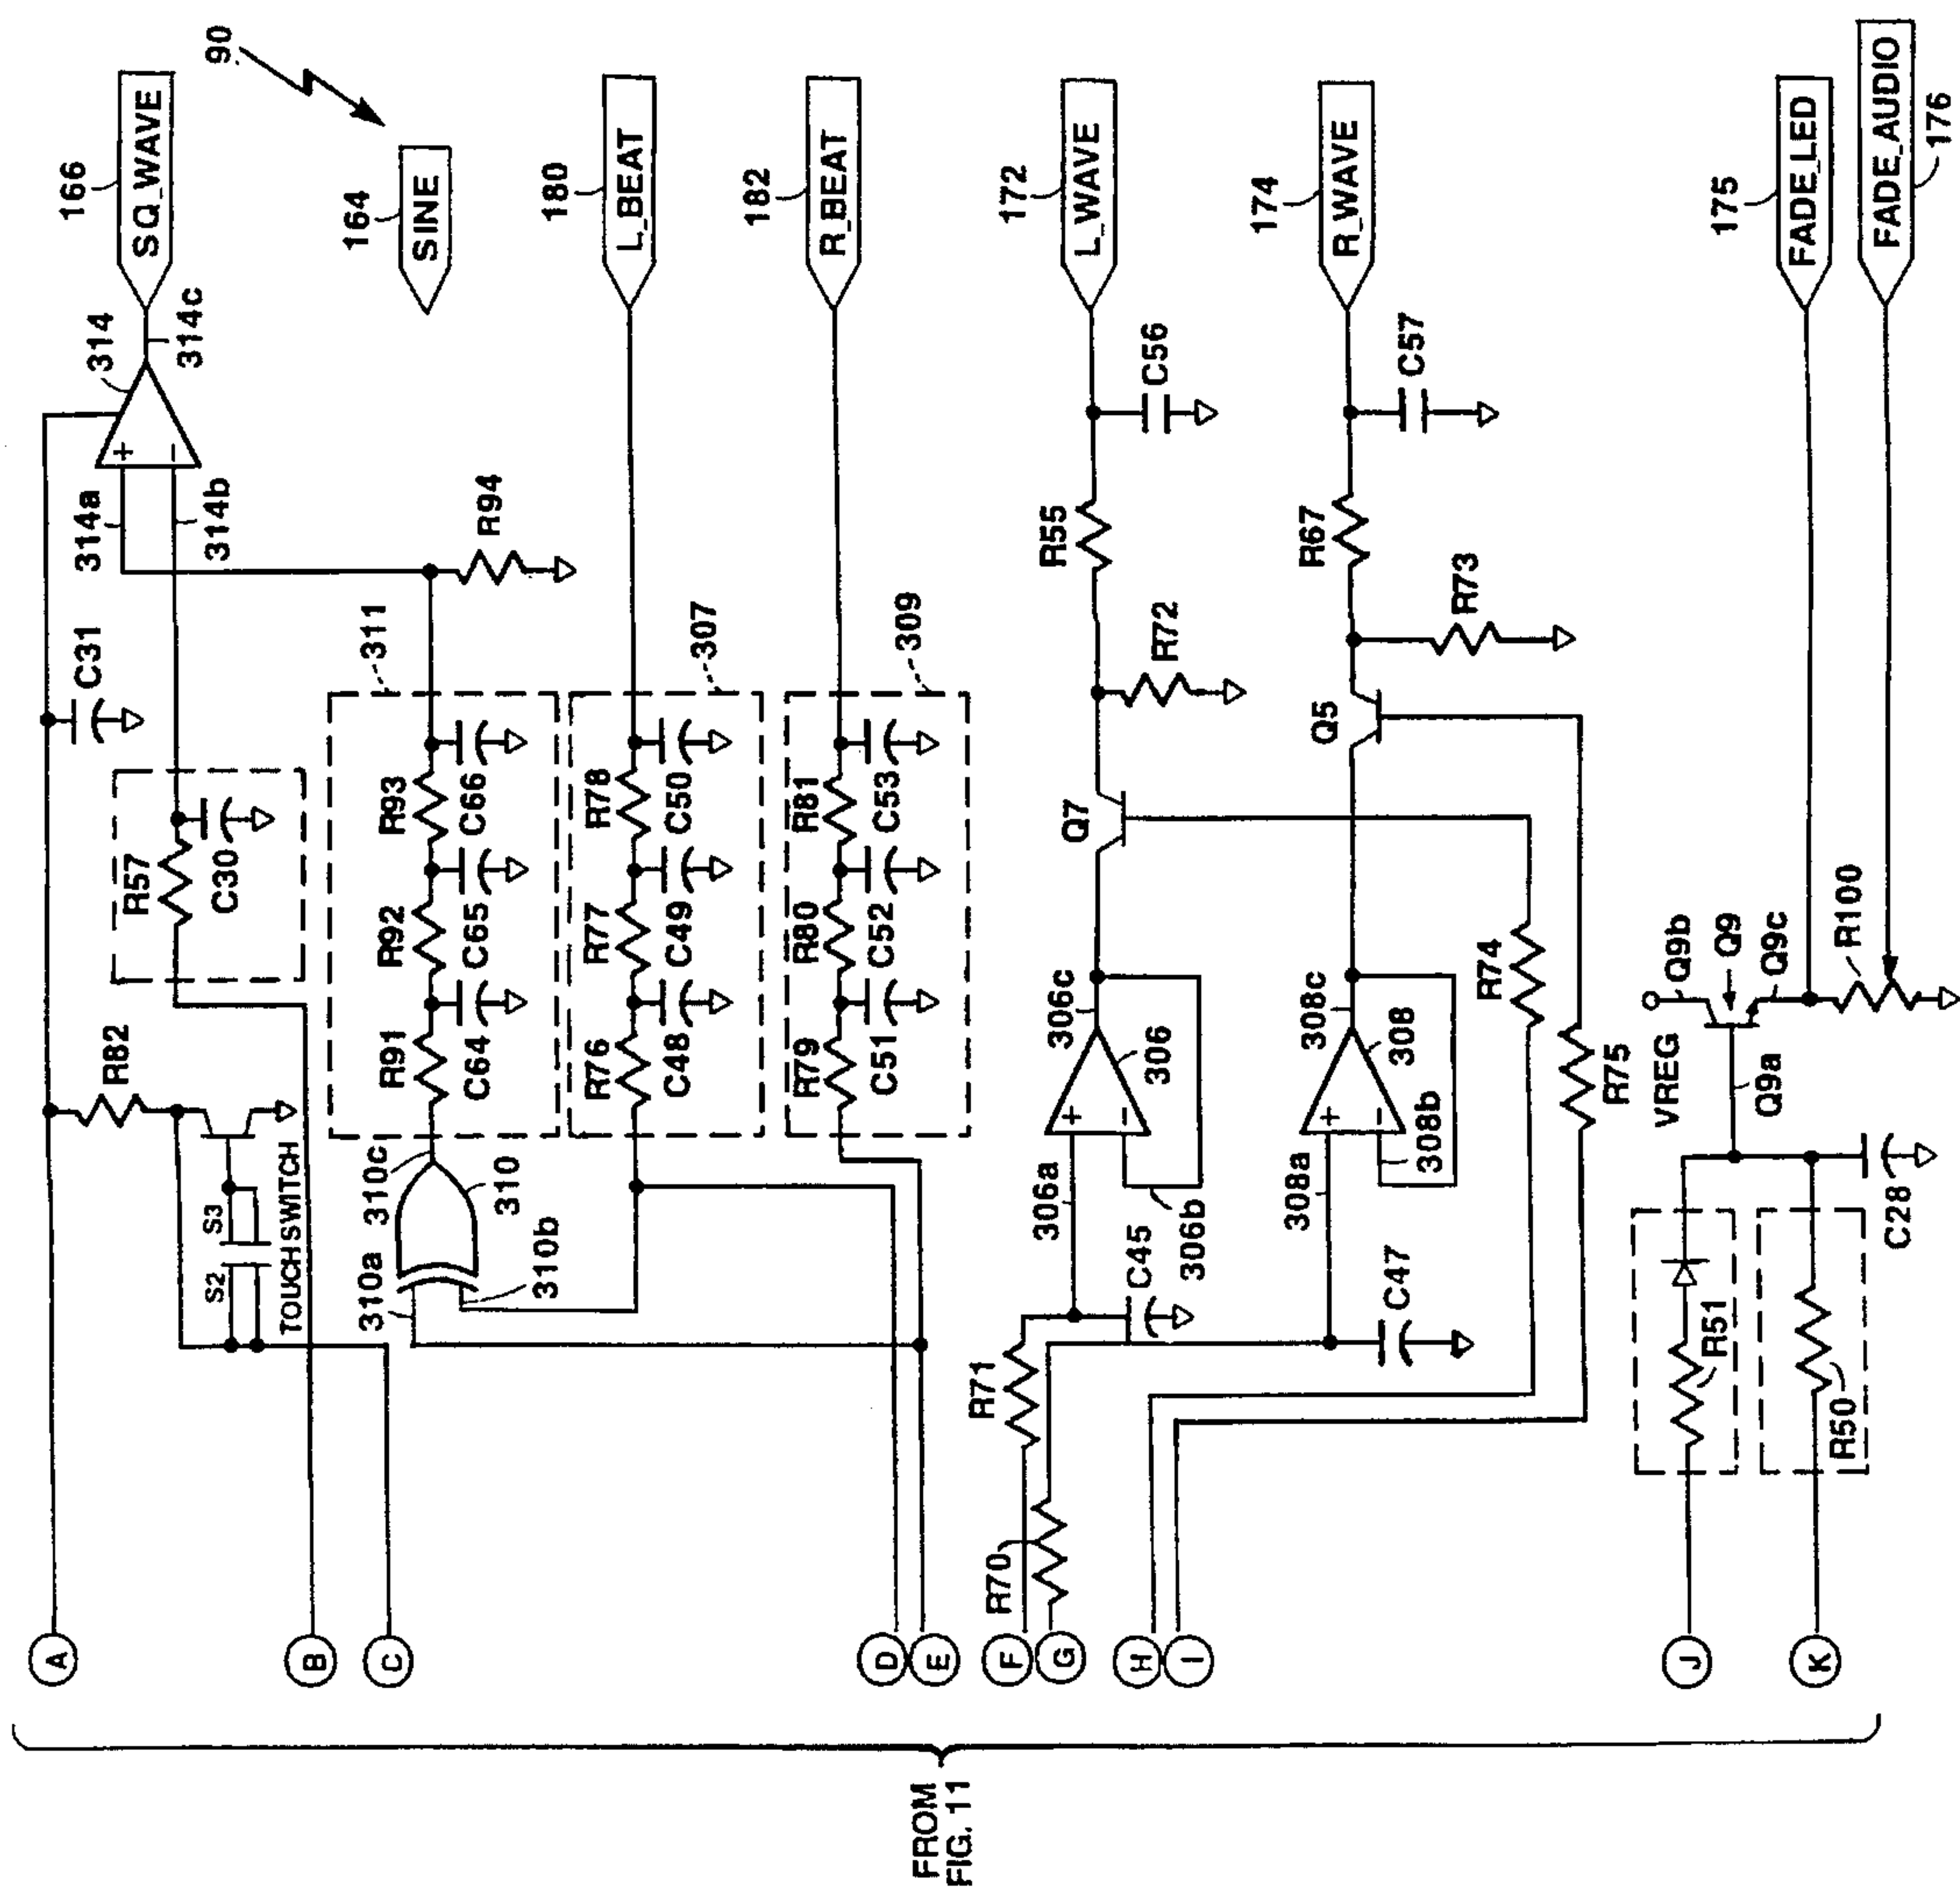 90
166
SQ_WAVE
314
314c
314a
314b
164
SINE
C31
R94
R57
C30
R82
S3
S2
TOUCH SWITCH
311
R91
R92
R93
C64
C65
C66
310c
310
310a
310b
180
L_BEAT
307
R76
R77
R78
C48
C49
C50
182
R_BEAT
309
R79
R80
R81
C51
C52
C53
172
L_WAVE
C56
R55
R72
Q7
306c
306
306a
306b
C45
R71
R70
174
R_WAVE
C57
R67
R73
Q5
308c
308
308a
308b
C47
R74
R75
175
FADE_LED
FADE_AUDIO
176
VREG
Q9b
Q9
Q9c
Q9a
R100
C28
R51
R50
A
B
C
D
E
F
G
H
I
J
K
FROM
FIG. 11
+
−
+
−
+
−